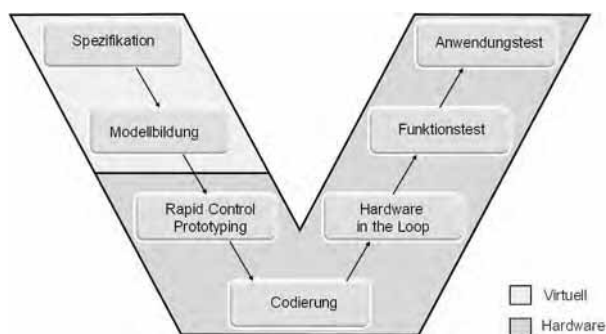 Spezifikation
Modellbildung
Rapid Control
Prototyping
Codierung
Hardware
in the Loop
Funktionstest
Anwendungstest
Virtuell
Hardware